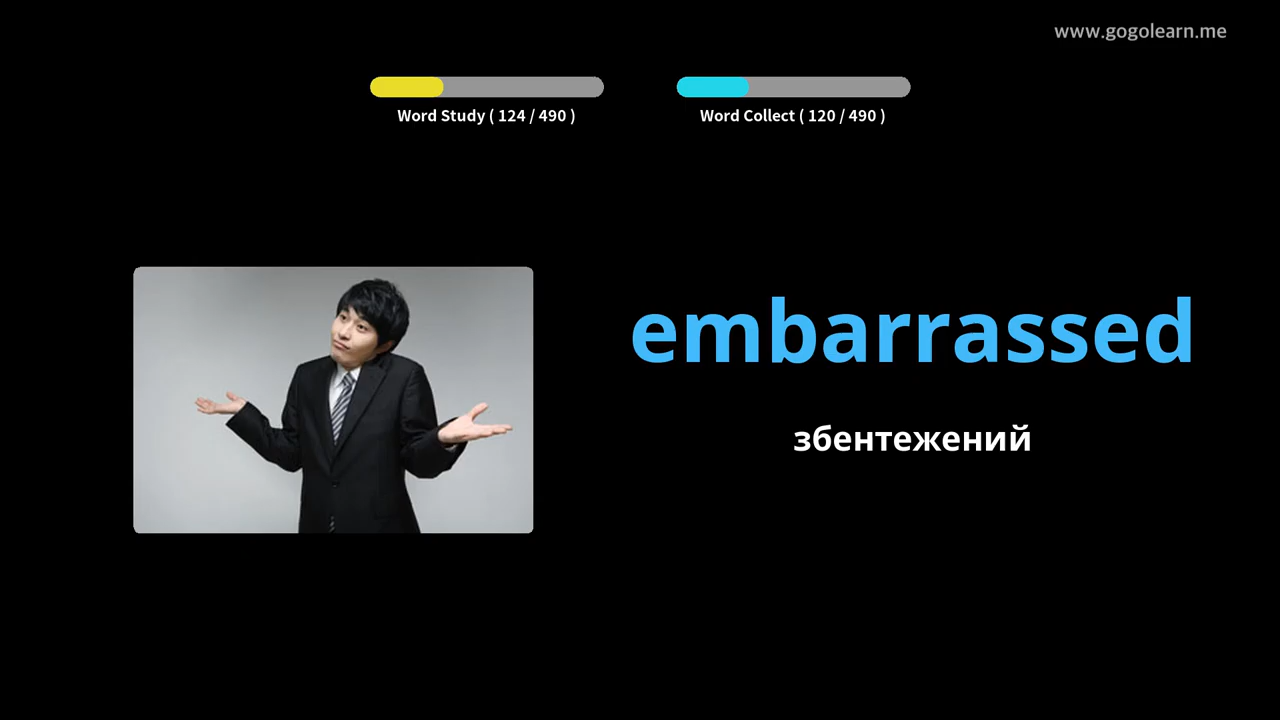 www.gogolearn.me
Word Study ( 124 / 490 )
Word Collect ( 120 / 490 )
embarrassed
збентежений